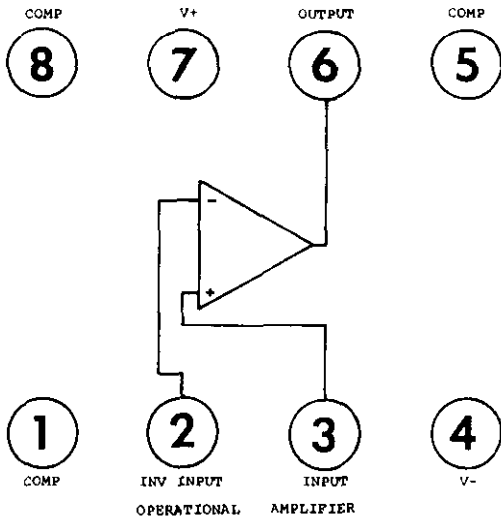 COMP V+ OUTPUT COMP
8 7 6 5
-
+
1 2 3 4
COMP INV INPUT INPUT V-
OPERATIONAL AMPLIFIER